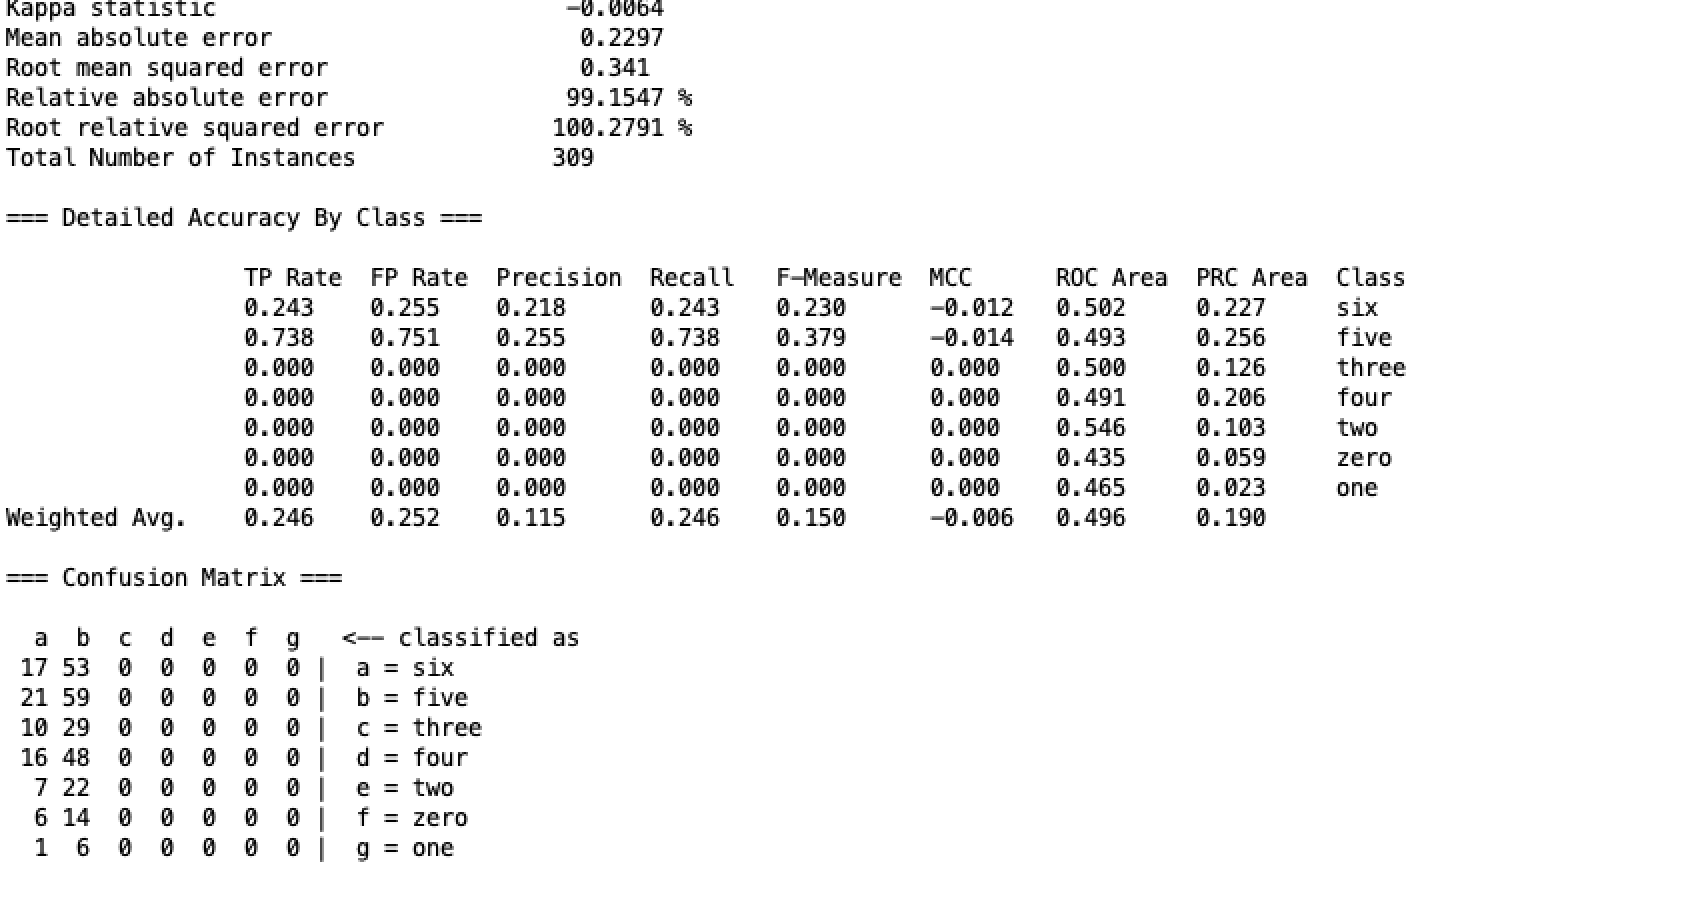 Kappa statistic                         −0.0064
Mean absolute error                      0.2297
Root mean squared error                  0.341
Relative absolute error                 99.1547 %
Root relative squared error            100.2791 %
Total Number of Instances              309
=== Detailed Accuracy By Class ===
                 TP Rate  FP Rate  Precision  Recall   F−Measure  MCC      ROC Area  PRC Area  Class
                 0.243    0.255    0.218      0.243    0.230      −0.012   0.502     0.227     six
                 0.738    0.751    0.255      0.738    0.379      −0.014   0.493     0.256     five
                 0.000    0.000    0.000      0.000    0.000      0.000    0.500     0.126     three
                 0.000    0.000    0.000      0.000    0.000      0.000    0.491     0.206     four
                 0.000    0.000    0.000      0.000    0.000      0.000    0.546     0.103     two
                 0.000    0.000    0.000      0.000    0.000      0.000    0.435     0.059     zero
                 0.000    0.000    0.000      0.000    0.000      0.000    0.465     0.023     one
Weighted Avg.    0.246    0.252    0.115      0.246    0.150      −0.006   0.496     0.190
=== Confusion Matrix ===
  a  b  c  d  e  f  g   <−− classified as
 17 53  0  0  0  0  0 |  a = six
 21 59  0  0  0  0  0 |  b = five
 10 29  0  0  0  0  0 |  c = three
 16 48  0  0  0  0  0 |  d = four
  7 22  0  0  0  0  0 |  e = two
  6 14  0  0  0  0  0 |  f = zero
  1  6  0  0  0  0  0 |  g = one